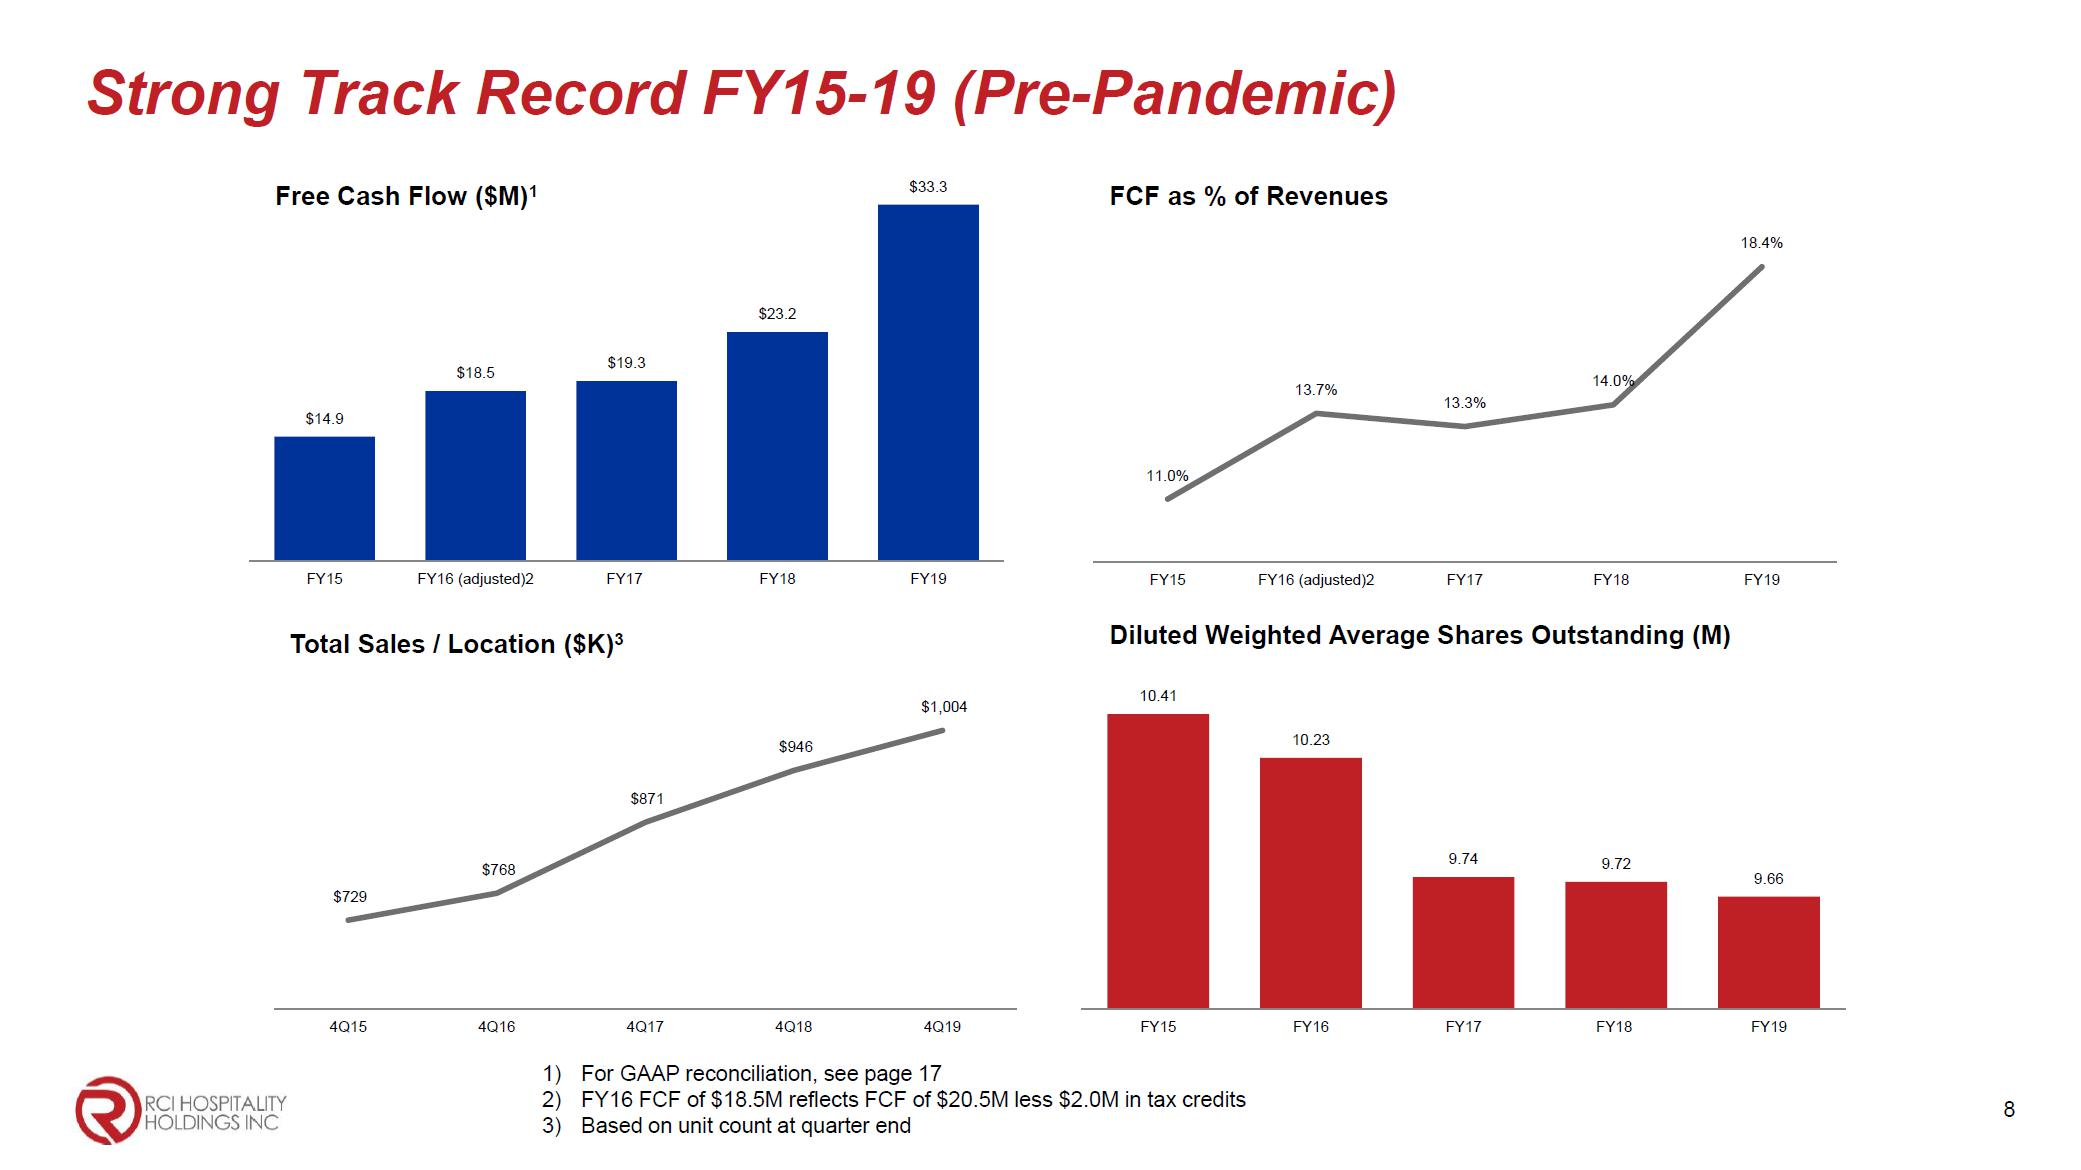 Strong Track Record FY15-19 (Pre-Pandemic)
Free Cash Flow ($M)¹
$14.9
$18.5
$19.3
$23.2
$33.3
FY15
FY16 (adjusted)2
FY17
FY18
FY19
FCF as % of Revenues
11.0%
13.7%
13.3%
14.0%
18.4%
FY15
FY16 (adjusted)2
FY17
FY18
FY19
Total Sales / Location ($K)³
$729
$768
$871
$946
$1,004
4Q15
4Q16
4Q17
4Q18
4Q19
Diluted Weighted Average Shares Outstanding (M)
10.41
10.23
9.74
9.72
9.66
FY15
FY16
FY17
FY18
FY19
1) For GAAP reconciliation, see page 17
2) FY16 FCF of $18.5M reflects FCF of $20.5M less $2.0M in tax credits
3) Based on unit count at quarter end
RCI HOSPITALITY
HOLDINGS INC
8